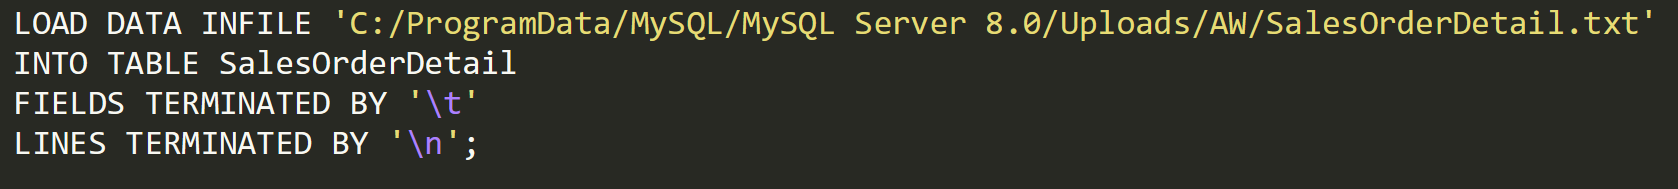 LOAD DATA INFILE 'C:/ProgramData/MySQL/MySQL Server 8.0/Uploads/AW/SalesOrderDetail.txt'
INTO TABLE SalesOrderDetail
FIELDS TERMINATED BY '\t'
LINES TERMINATED BY '\n';